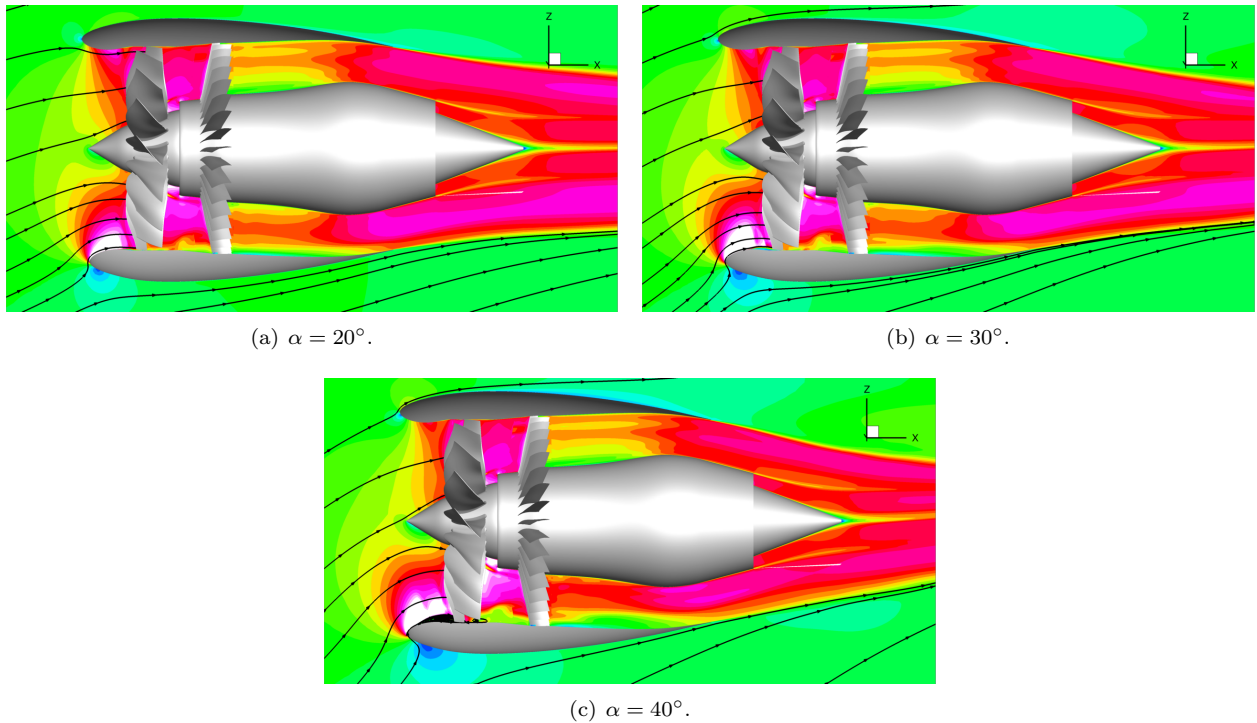 Z
X
Z
X
(a) α = 20°.
(b) α = 30°.
Z
X
(c) α = 40°.